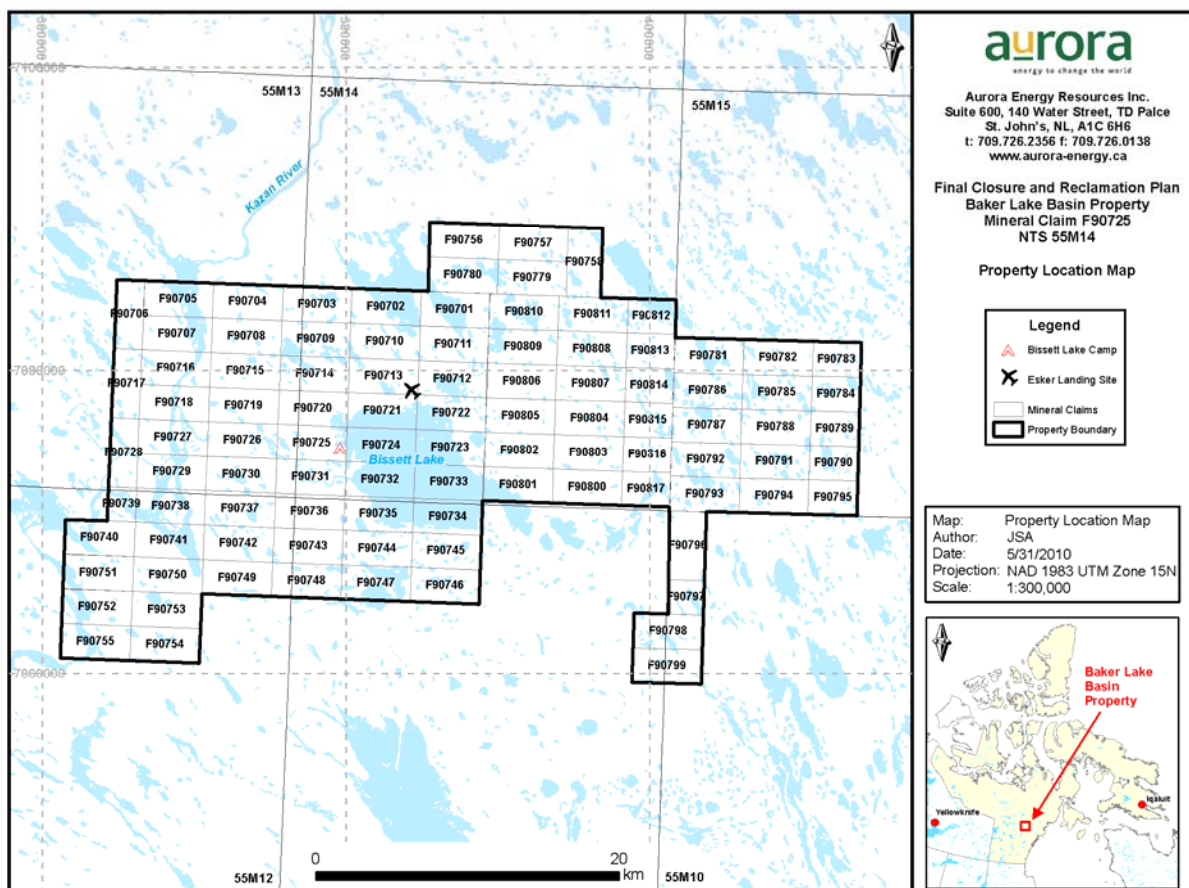 360000
380000
400000
7100000
55M13
55M14
55M15
Kazan River
F90756
F90757
F90758
F90780
F90779
F90706
F90705
F90704
F90703
F90702
F90701
F90810
F90811
F90812
F90707
F90708
F90709
F90710
F90711
F90809
F90808
F90813
F90781
F90782
F90783
7080000
F90717
F90716
F90715
F90714
F90713
F90712
F90806
F90807
F90814
F90786
F90785
F90784
F90718
F90719
F90720
F90721
F90722
F90805
F90804
F90815
F90787
F90788
F90789
F90728
F90727
F90726
F90725
F90724
F90723
F90802
F90803
F90816
F90792
F90791
F90790
Bissett Lake
F90729
F90730
F90731
F90732
F90733
F90801
F90800
F90817
F90793
F90794
F90795
F90739
F90738
F90737
F90736
F90735
F90734
F90740
F90741
F90742
F90743
F90744
F90745
F90796
F90751
F90750
F90749
F90748
F90747
F90746
F90797
F90752
F90753
F90798
F90755
F90754
F90799
7060000
0
20
km
55M12
55M10
aurora
energy to change the world
Aurora Energy Resources Inc.
Suite 600, 140 Water Street, TD Palce
St. John's, NL, A1C 6H6
t: 709.726.2356 f: 709.726.0138
www.aurora-energy.ca
Final Closure and Reclamation Plan
Baker Lake Basin Property
Mineral Claim F90725
NTS 55M14
Property Location Map
Legend
Bissett Lake Camp
Esker Landing Site
Mineral Claims
Property Boundary
Map: Property Location Map
Author: JSA
Date: 5/31/2010
Projection: NAD 1983 UTM Zone 15N
Scale: 1:300,000
Baker Lake
Basin
Property
Iqaluit
Yellowknife